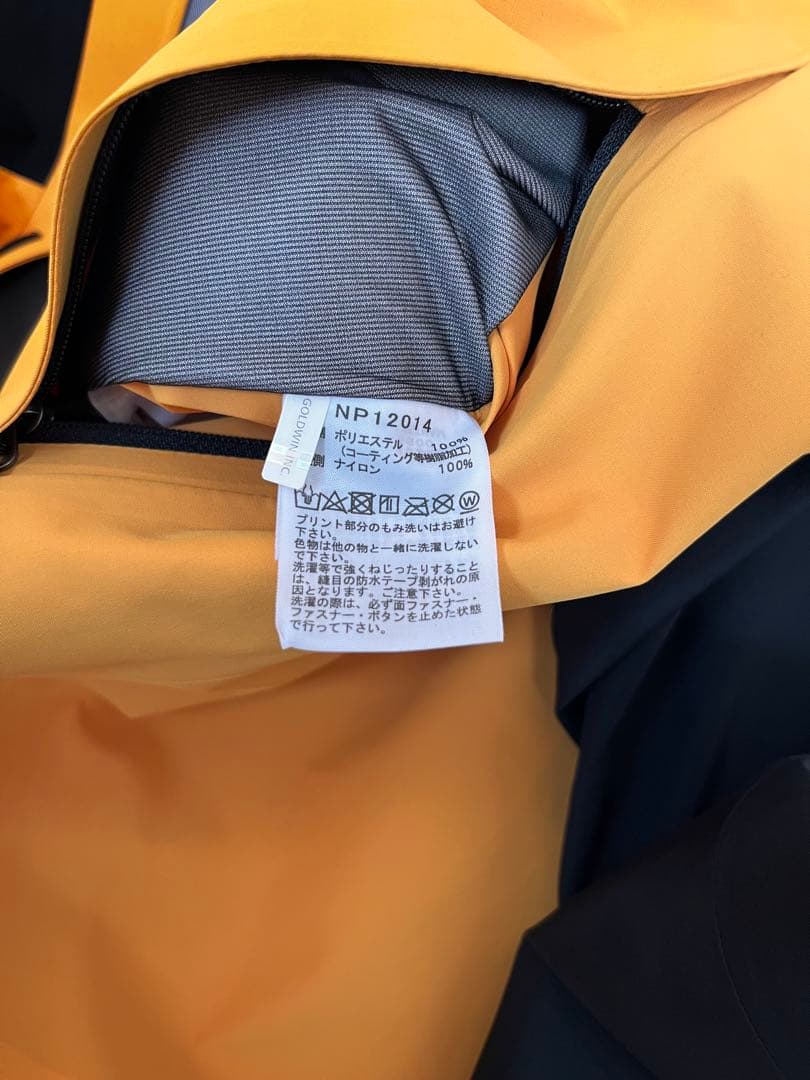 NP12014
GOLDWIN INC
ポリエステル 100%
(コーティング等樹脂加工)
側 ナイロン 100%
W
プリント部分のもみ洗いはお避け
下さい。
色物は他の物と一緒に洗濯しない
で下さい。
洗濯等で強くねじったりすること
は、縫目の防水テープ剥がれの原
因となります。ご注意下さい。
洗濯の際は、必ず面ファスナー・
ファスナー・ボタンを止めた状態
で行って下さい。